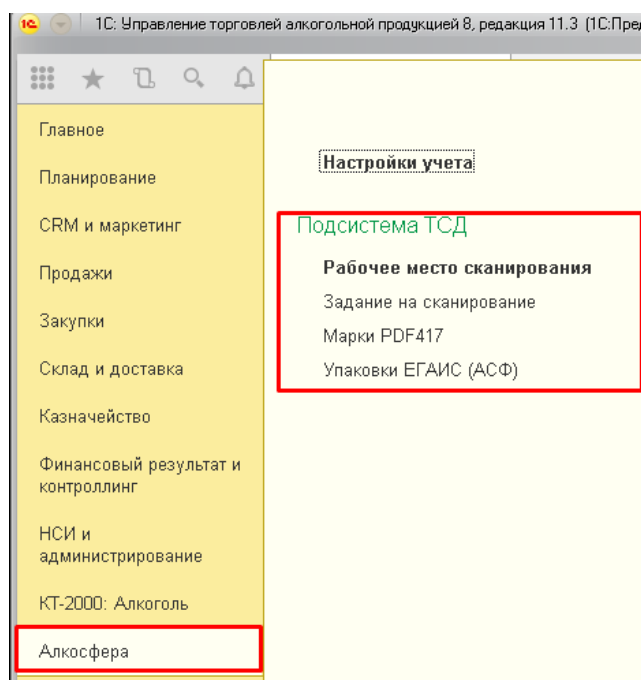 1С: Управление торговлей алкогольной продукцией 8, редакция 11.3 (1С:Пред
Главное
Планирование
CRM и маркетинг
Продажи
Закупки
Склад и доставка
Казначейство
Финансовый результат и
контроллинг
НСИ и
администрирование
КТ-2000: Алкоголь
Алкосфера
Настройки учета
Подсистема ТСД
Рабочее место сканирования
Задание на сканирование
Марки PDF417
Упаковки ЕГАИС (АСФ)